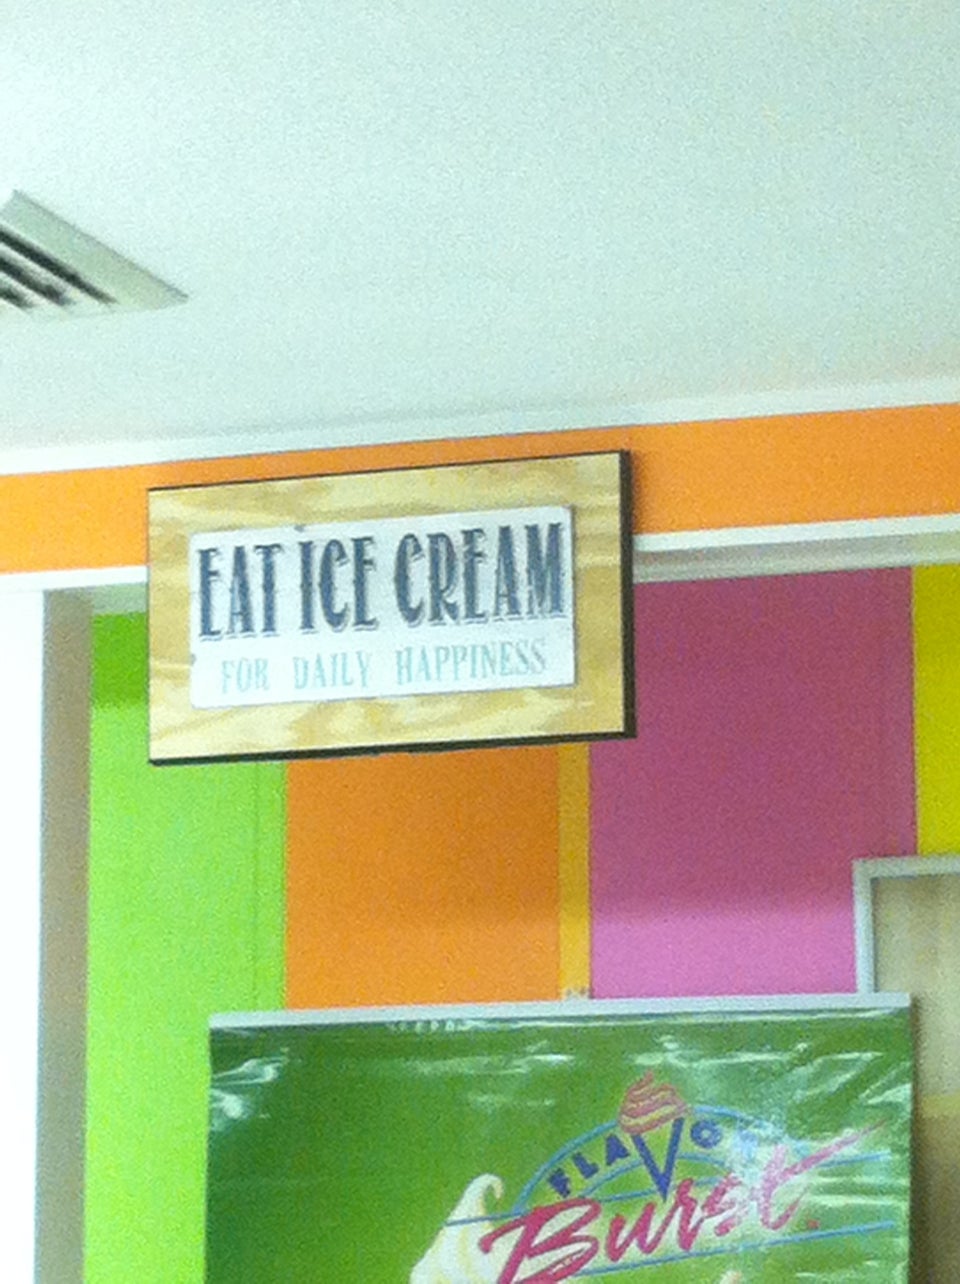 EAT ICE CREAM
FOR DAILY HAPPINESS
FLAVOR
Burst.